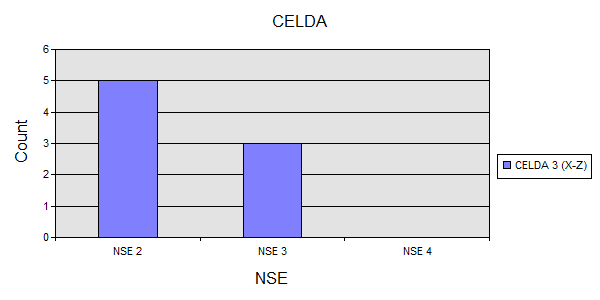 CELDA
6
5
4
3
2
1
0
Count
NSE 2
NSE 3
NSE 4
NSE
CELDA 3 (X-Z)